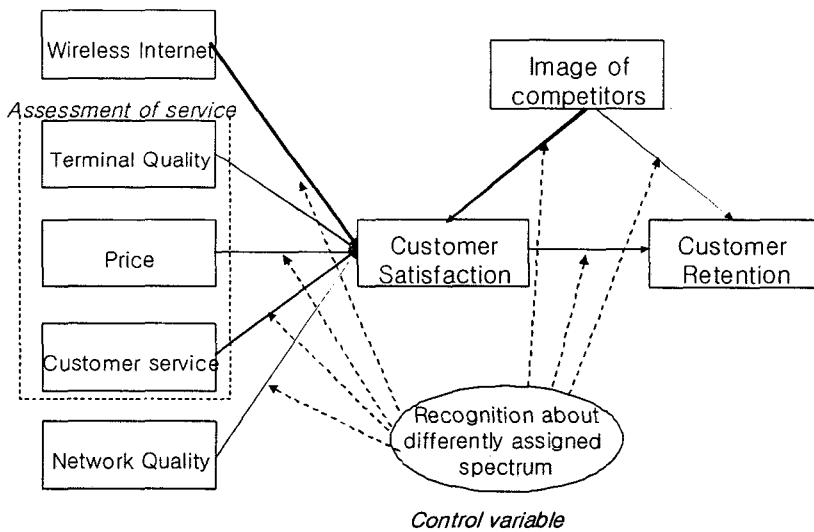 Wireless Internet
Image of
competitors
Assessment of service
Terminal Quality
Price
Customer
Satisfaction
Customer
Retention
Customer service
Recognition about
differently assigned
spectrum
Network Quality
Control variable